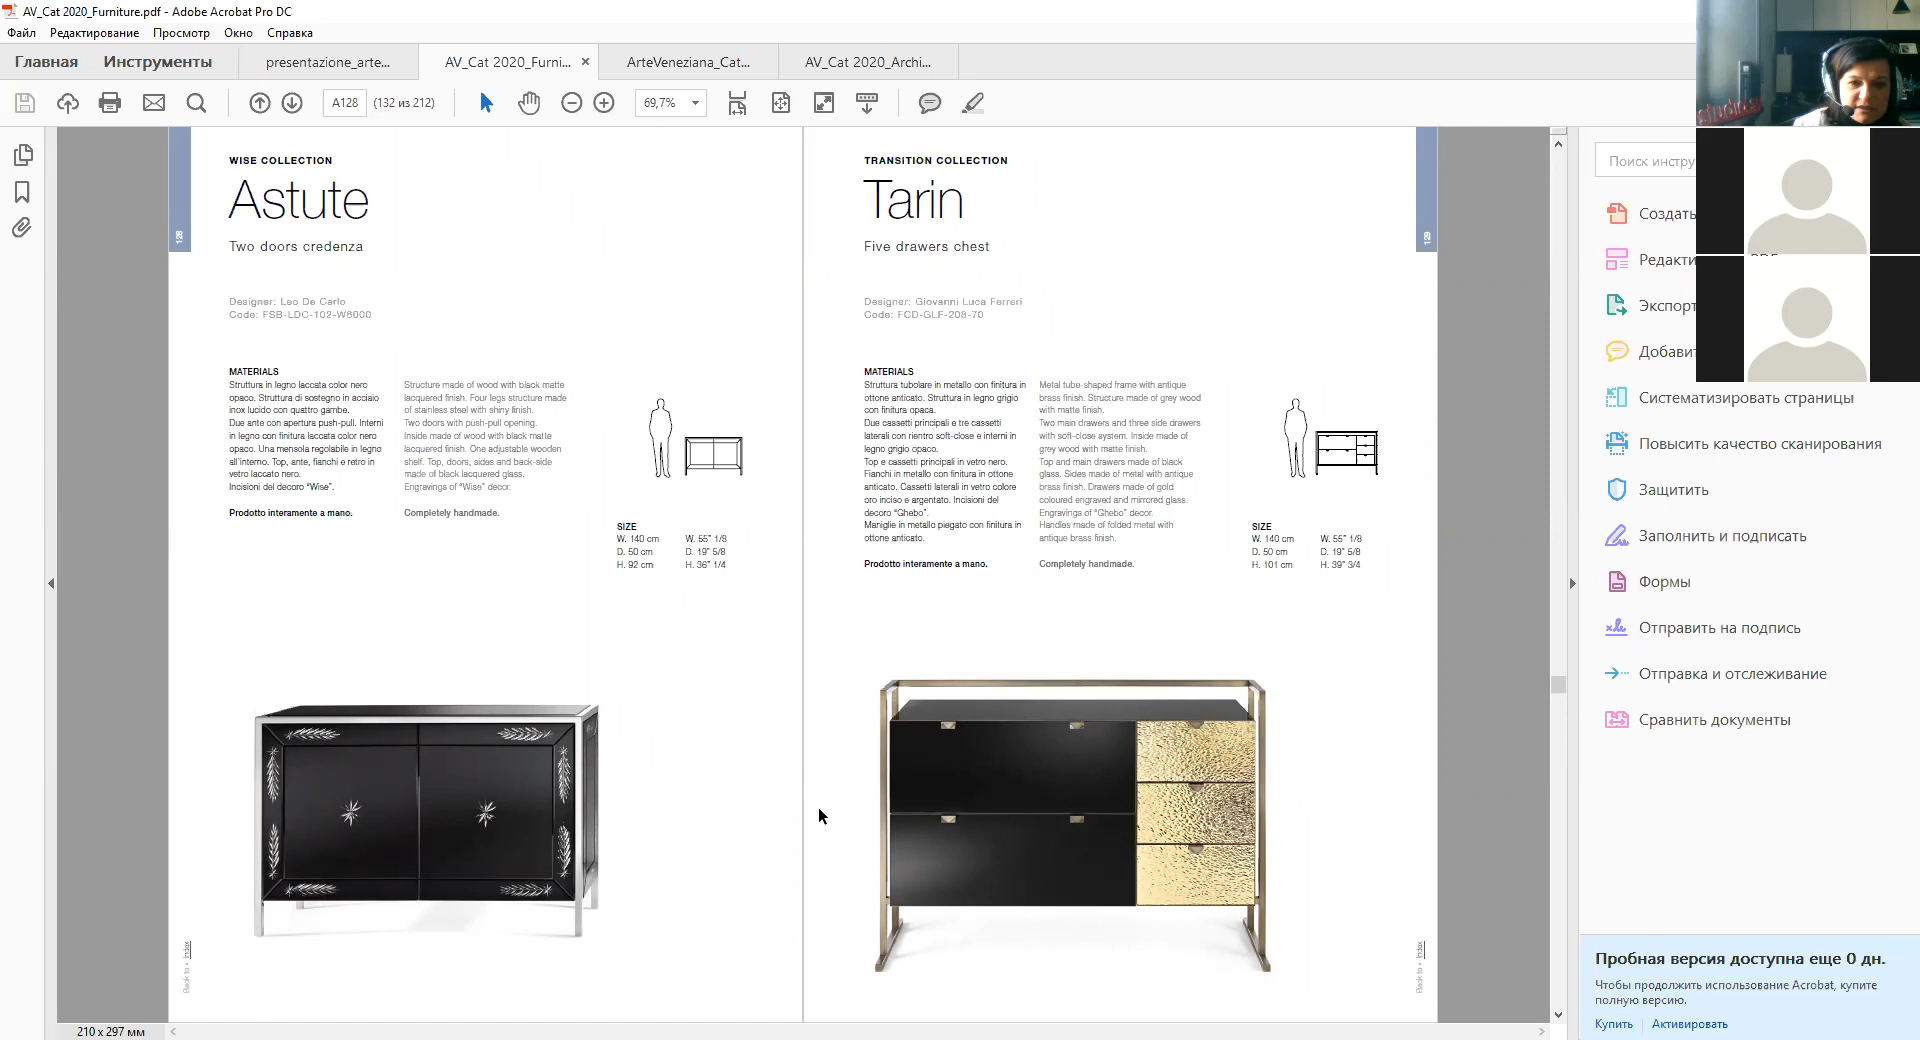 AV_Cat 2020_Furniture.pdf - Adobe Acrobat Pro DC
Файл Редактирование Просмотр Окно Справка
Главная Инструменты presentazione_arte... AV_Cat 2020_Furni... × ArteVeneziana_Cat... AV_Cat 2020_Archi...
A128 (132 из 212) 69,7%
128
WISE COLLECTION
Astute
Two doors credenza
Designer: Leo De Carlo
Code: FSB-LDC-102-W6000
MATERIALS
Struttura in legno laccata color nero
opaco. Struttura di sostegno in acciaio
inox lucido con quattro gambe.
Due ante con apertura push-pull. Interni
in legno con finitura laccata color nero
opaco. Una mensola regolabile in legno
all'interno. Top, ante, fianchi e retro in
vetro laccato nero.
Incisioni del decoro “Wise”.
Prodotto interamente a mano.
Structure made of wood with black matte
lacquered finish. Four legs structure made
of stainless steel with shiny finish.
Two doors with push-pull opening.
Inside made of wood with black matte
lacquered finish. One adjustable wooden
shelf. Top, doors, sides and back-side
made of black lacquered glass.
Engravings of “Wise” decor.
Completely handmade.
SIZE
W. 140 cm W. 55” 1/8
D. 50 cm D. 19” 5/8
H. 92 cm H. 36” 1/4
Back to • Index
TRANSITION COLLECTION
Tarin
Five drawers chest
129
Designer: Giovanni Luca Ferreri
Code: FCD-GLF-208-70
MATERIALS
Struttura tubolare in metallo con finitura in
ottone anticato. Struttura in legno grigio
con finitura opaca.
Due cassetti principali e tre cassetti
laterali con rientro soft-close e interni in
legno grigio opaco.
Top e cassetti principali in vetro nero.
Fianchi in metallo con finitura in ottone
anticato. Cassetti laterali in vetro colore
oro inciso e argentato. Incisioni del
decoro “Ghebo”.
Maniglie in metallo piegato con finitura in
ottone anticato.
Prodotto interamente a mano.
Metal tube-shaped frame with antique
brass finish. Structure made of grey wood
with matte finish.
Two main drawers and three side drawers
with soft-close system. Inside made of
grey wood with matte finish.
Top and main drawers made of black
glass. Sides made of metal with antique
brass finish. Drawers made of gold
coloured engraved and mirrored glass.
Engravings of “Ghebo” decor.
Handles made of folded metal with
antique brass finish.
Completely handmade.
SIZE
W. 140 cm W. 55” 1/8
D. 50 cm D. 19” 5/8
H. 101 cm H. 39” 3/4
Back to • Index
210 x 297 мм
Поиск инстру
Создать
Редакти
Экспорт
Добави
Систематизировать страницы
Повысить качество сканирования
Защитить
Заполнить и подписать
Формы
Отправить на подпись
Отправка и отслеживание
Сравнить документы
Пробная версия доступна еще 0 дн.
Чтобы продолжить использование Acrobat, купите
полную версию.
Купить Активировать